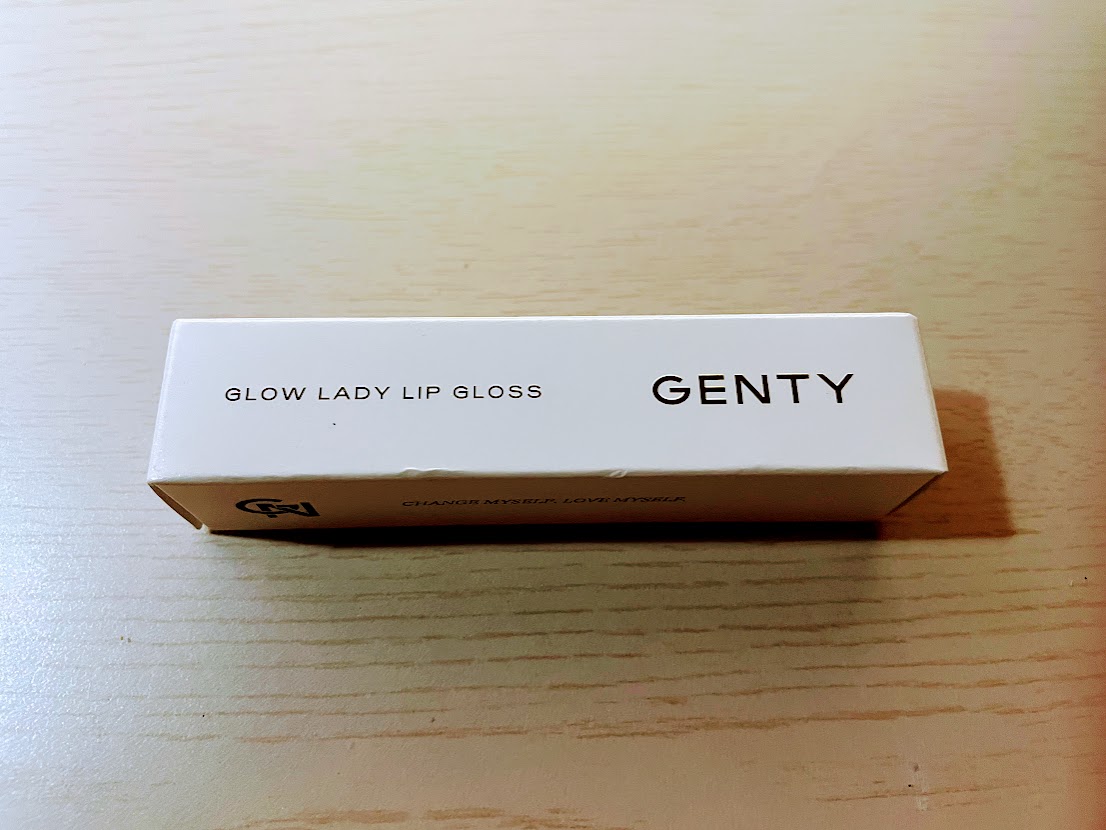 GLOW LADY LIP GLOSS
GENTY
CHANGE MYSELF, LOVE MYSELF.